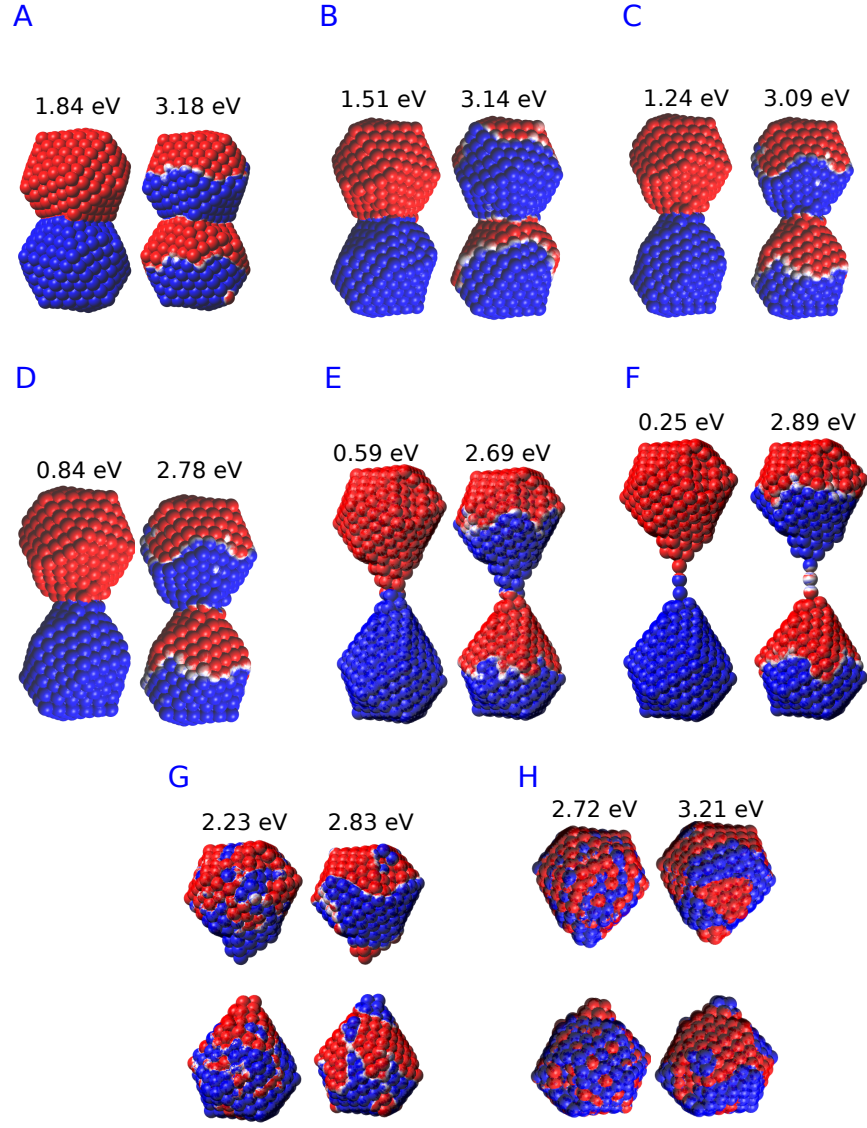 A
B
C
1.84 eV 3.18 eV
1.51 eV 3.14 eV
1.24 eV 3.09 eV
D
E
F
0.84 eV 2.78 eV
0.59 eV 2.69 eV
0.25 eV 2.89 eV
G
H
2.23 eV 2.83 eV
2.72 eV 3.21 eV